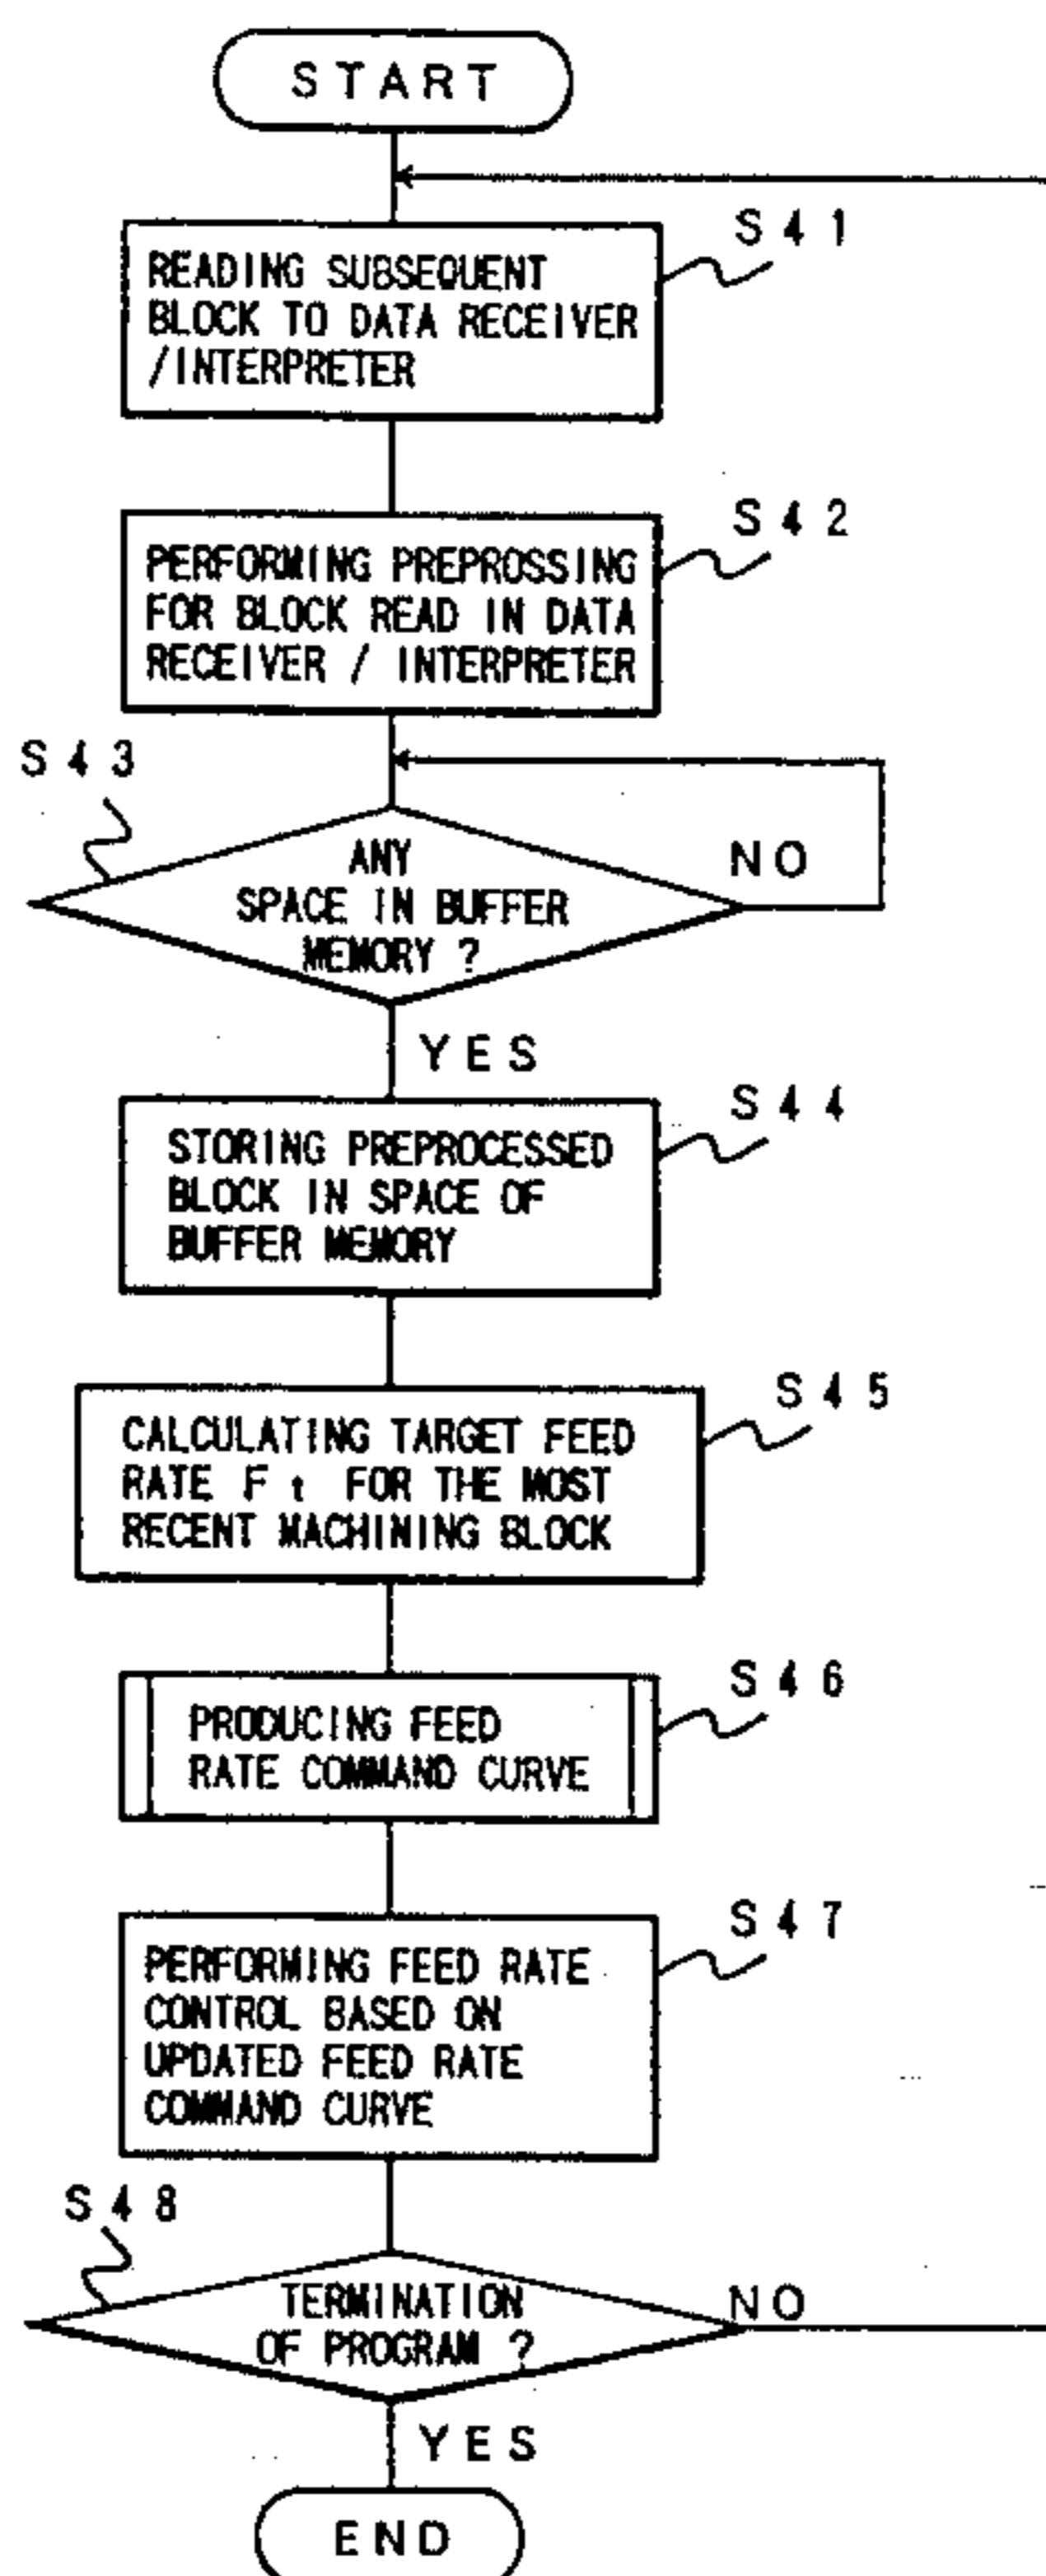 START
S41
READING SUBSEQUENT
BLOCK TO DATA RECEIVER
/INTERPRETER
S42
PERFORMING PREPROSSING
FOR BLOCK READ IN DATA
RECEIVER / INTERPRETER
S43
ANY
SPACE IN BUFFER
MEMORY ?
NO
YES
S44
STORING PREPROCESSED
BLOCK IN SPACE OF
BUFFER MEMORY
S45
CALCULATING TARGET FEED
RATE Ft FOR THE MOST
RECENT MACHINING BLOCK
S46
PRODUCING FEED
RATE COMMAND CURVE
S47
PERFORMING FEED RATE
CONTROL BASED ON
UPDATED FEED RATE
COMMAND CURVE
S48
TERMINATION
OF PROGRAM ?
NO
YES
END